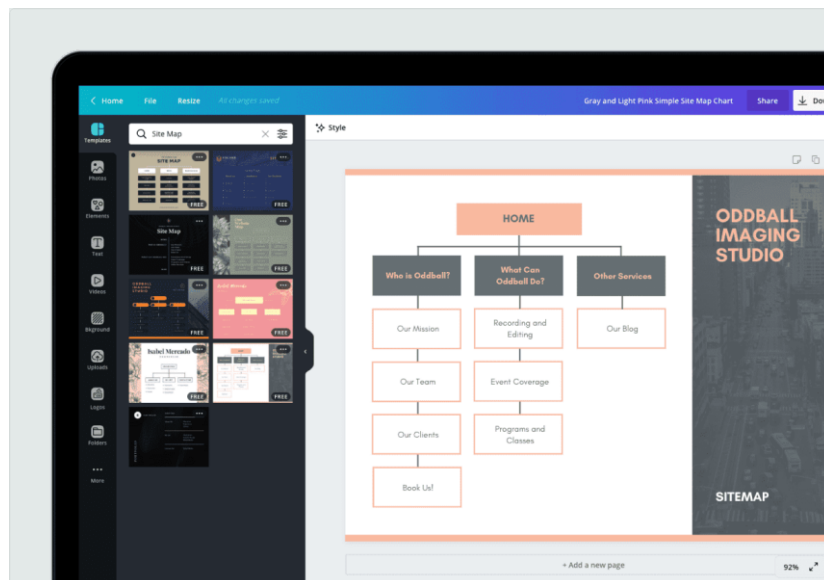 Home File Resize All changes saved Gray and Light Pink Simple Site Map Chart Share
Templates
Photos
Elements
Text
Videos
Bkground
Uploads
Logos
Folders
More
Site Map
SITE MAP
FREE
FREE
Site Map
FREE
FREE
ODDBALL
IMAGING
STUDIO
FREE
FREE
Isabel Mercado
FREE
FREE
Style
HOME
Who is Oddball?
What Can
Oddball Do?
Other Services
Our Mission
Recording and
Editing
Our Blog
Our Team
Event Coverage
Our Clients
Programs and
Classes
Book Us!
ODDBALL
IMAGING
STUDIO
SITEMAP
+ Add a new page
92%